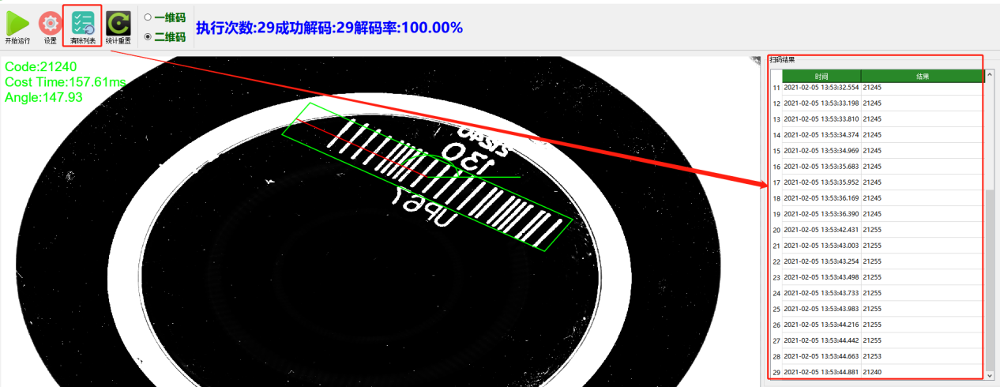 开始运行
设置
清除列表
统计重置
一维码
二维码
执行次数:29成功解码:29解码率:100.00%
Code:21240
Cost Time:157.61ms
Angle:147.93
OASIS
扫码结果
时间 结果
11 2021-02-05 13:53:32.554 21245
12 2021-02-05 13:53:33.198 21245
13 2021-02-05 13:53:33.810 21245
14 2021-02-05 13:53:34.374 21245
15 2021-02-05 13:53:34.969 21245
16 2021-02-05 13:53:35.683 21245
17 2021-02-05 13:53:35.952 21245
18 2021-02-05 13:53:36.169 21245
19 2021-02-05 13:53:36.390 21245
20 2021-02-05 13:53:42.431 21255
21 2021-02-05 13:53:43.003 21255
22 2021-02-05 13:53:43.254 21255
23 2021-02-05 13:53:43.498 21255
24 2021-02-05 13:53:43.733 21255
25 2021-02-05 13:53:43.983 21255
26 2021-02-05 13:53:44.216 21255
27 2021-02-05 13:53:44.442 21255
28 2021-02-05 13:53:44.663 21253
29 2021-02-05 13:53:44.881 21240